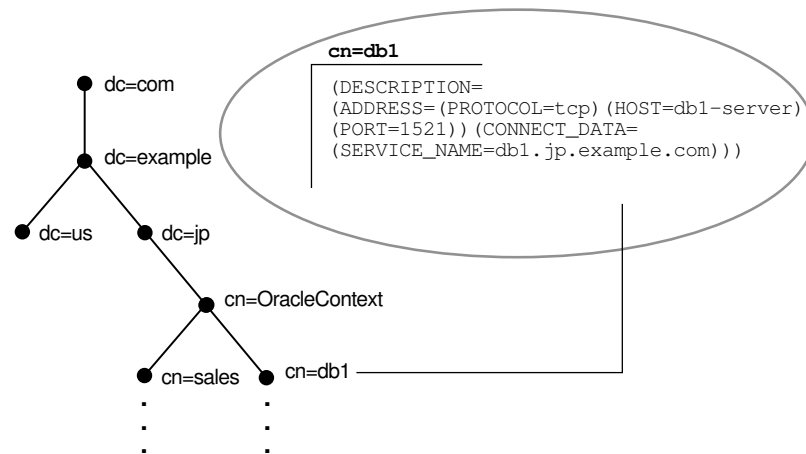 cn=db1
(DESCRIPTION=
(ADDRESS=(PROTOCOL=tcp)(HOST=db1-server)
(PORT=1521))(CONNECT_DATA=
(SERVICE_NAME=db1.jp.example.com)))
dc=com
dc=example
dc=us
dc=jp
cn=OracleContext
cn=sales
cn=db1